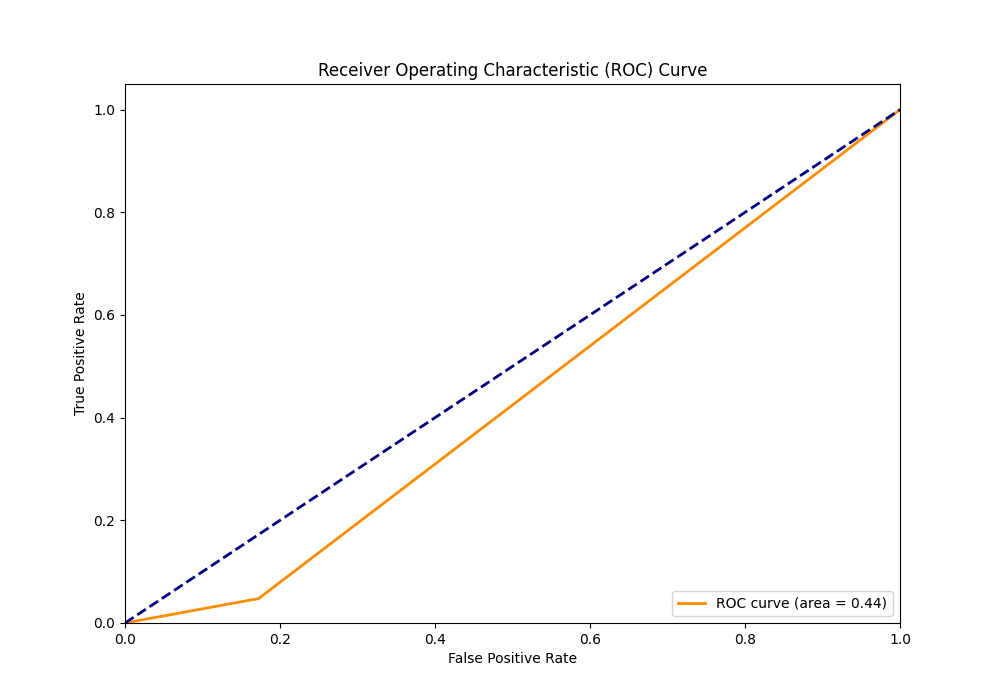 Receiver Operating Characteristic (ROC) Curve
1.0
0.8
0.6
0.4
0.2
0.0
True Positive Rate
ROC curve (area = 0.44)
0.0 0.2 0.4 0.6 0.8 1.0
False Positive Rate